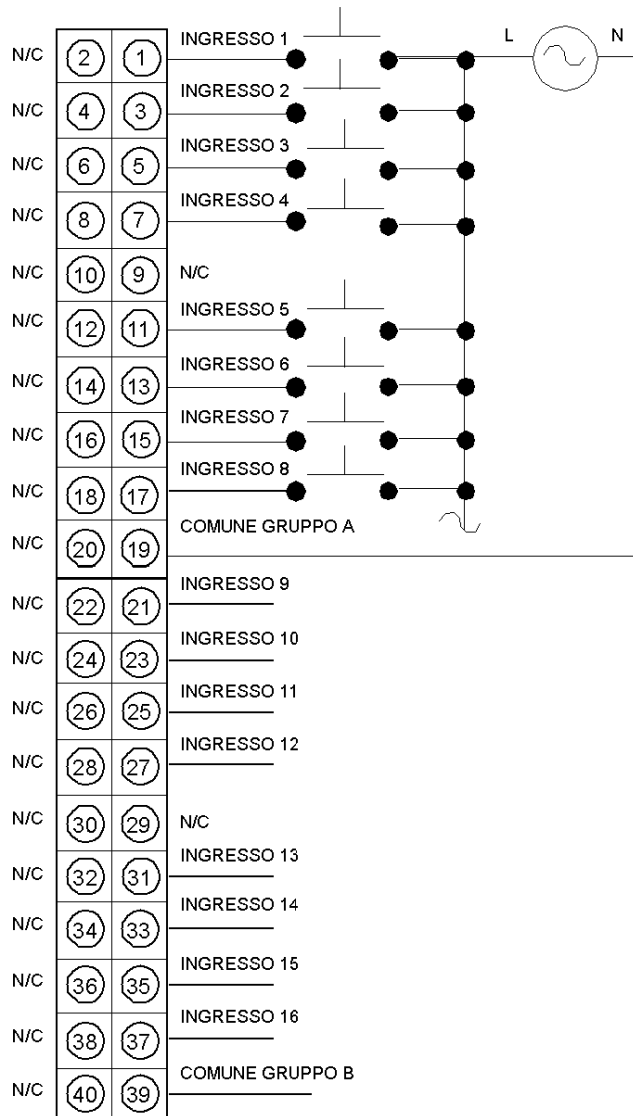 INGRESSO 1
L N
N/C 2 1
INGRESSO 2
N/C 4 3
INGRESSO 3
N/C 6 5
INGRESSO 4
N/C 8 7
N/C 10 9 N/C
INGRESSO 5
N/C 12 11
INGRESSO 6
N/C 14 13
INGRESSO 7
N/C 16 15
INGRESSO 8
N/C 18 17
COMUNE GRUPPO A
N/C 20 19
INGRESSO 9
N/C 22 21
INGRESSO 10
N/C 24 23
INGRESSO 11
N/C 26 25
INGRESSO 12
N/C 28 27
N/C 30 29 N/C
INGRESSO 13
N/C 32 31
INGRESSO 14
N/C 34 33
INGRESSO 15
N/C 36 35
INGRESSO 16
N/C 38 37
COMUNE GRUPPO B
N/C 40 39